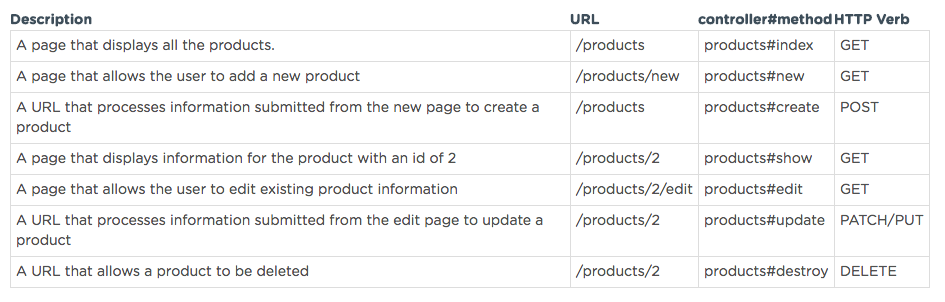 Description URL controller#method HTTP Verb
A page that displays all the products. /products products#index GET
A page that allows the user to add a new product /products/new products#new GET
A URL that processes information submitted from the new page to create a /products products#create POST
product
A page that displays information for the product with an id of 2 /products/2 products#show GET
A page that allows the user to edit existing product information /products/2/edit products#edit GET
A URL that processes information submitted from the edit page to update a /products/2 products#update PATCH/PUT
product
A URL that allows a product to be deleted /products/2 products#destroy DELETE